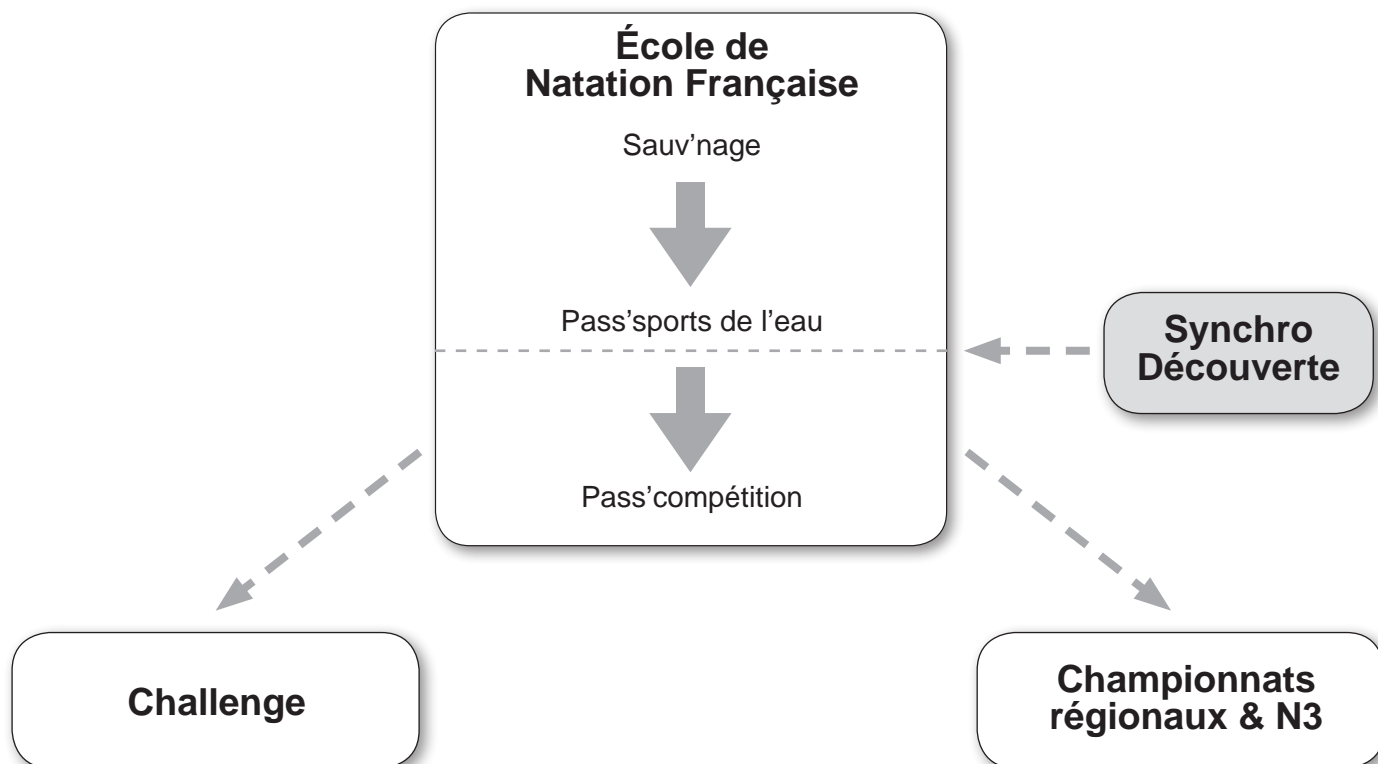 École de
Natation Française
Sauv’nage
Pass’sports de l’eau
Synchro
Découverte
Pass’compétition
Challenge
Championnats
régionaux & N3